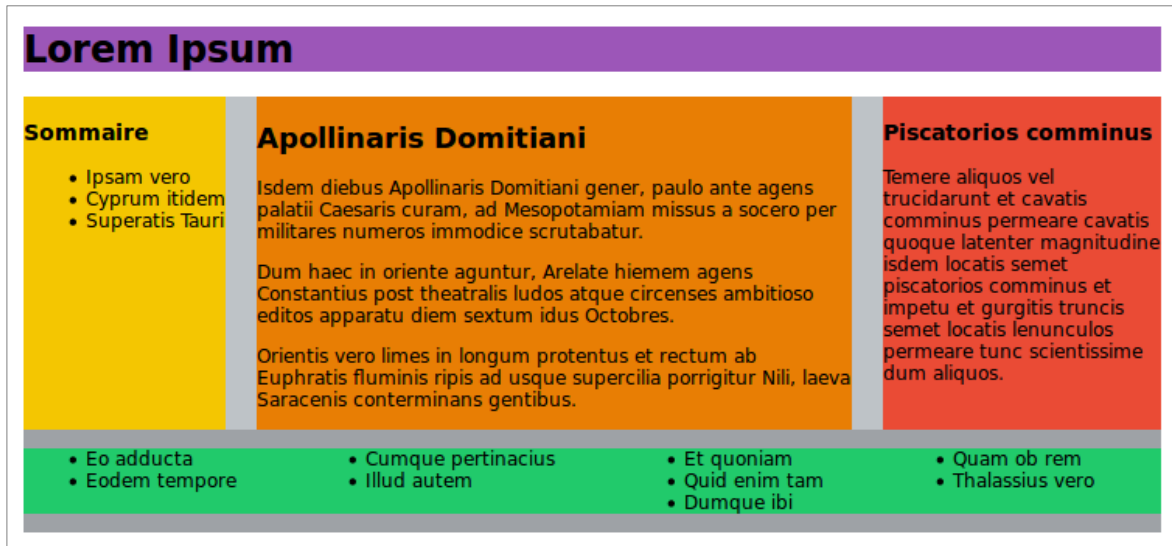 Lorem Ipsum
Sommaire
• Ipsam vero
• Cyprum itidem
• Superatis Tauri
Apollinaris Domitiani
Isdem diebus Apollinaris Domitiani gener, paulo ante agens
palatii Caesaris curam, ad Mesopotamiam missus a socero per
militares numeros immodice scrutabatur.
Dum haec in oriente aguntur, Arelate hiemem agens
Constantius post theatralis ludos atque circenses ambitioso
editos apparatu diem sextum idus Octobres.
Orientis vero limes in longum protentus et rectum ab
Euphratis fluminis ripis ad usque supercilia porrigitur Nili, laeva
Saracenis conterminans gentibus.
Piscatorios comminus
Temere aliquos vel
trucidarunt et cavatis
comminus permeare cavatis
quoque latenter magnitudine
isdem locatis semet
piscatorios comminus et
impetu et gurgitis truncis
semet locatis lenunculos
permeare tunc scientissime
dum aliquos.
• Eo adducta
• Eodem tempore
• Cumque pertinacius
• Illud autem
• Et quoniam
• Quid enim tam
• Dumque ibi
• Quam ob rem
• Thalassius vero